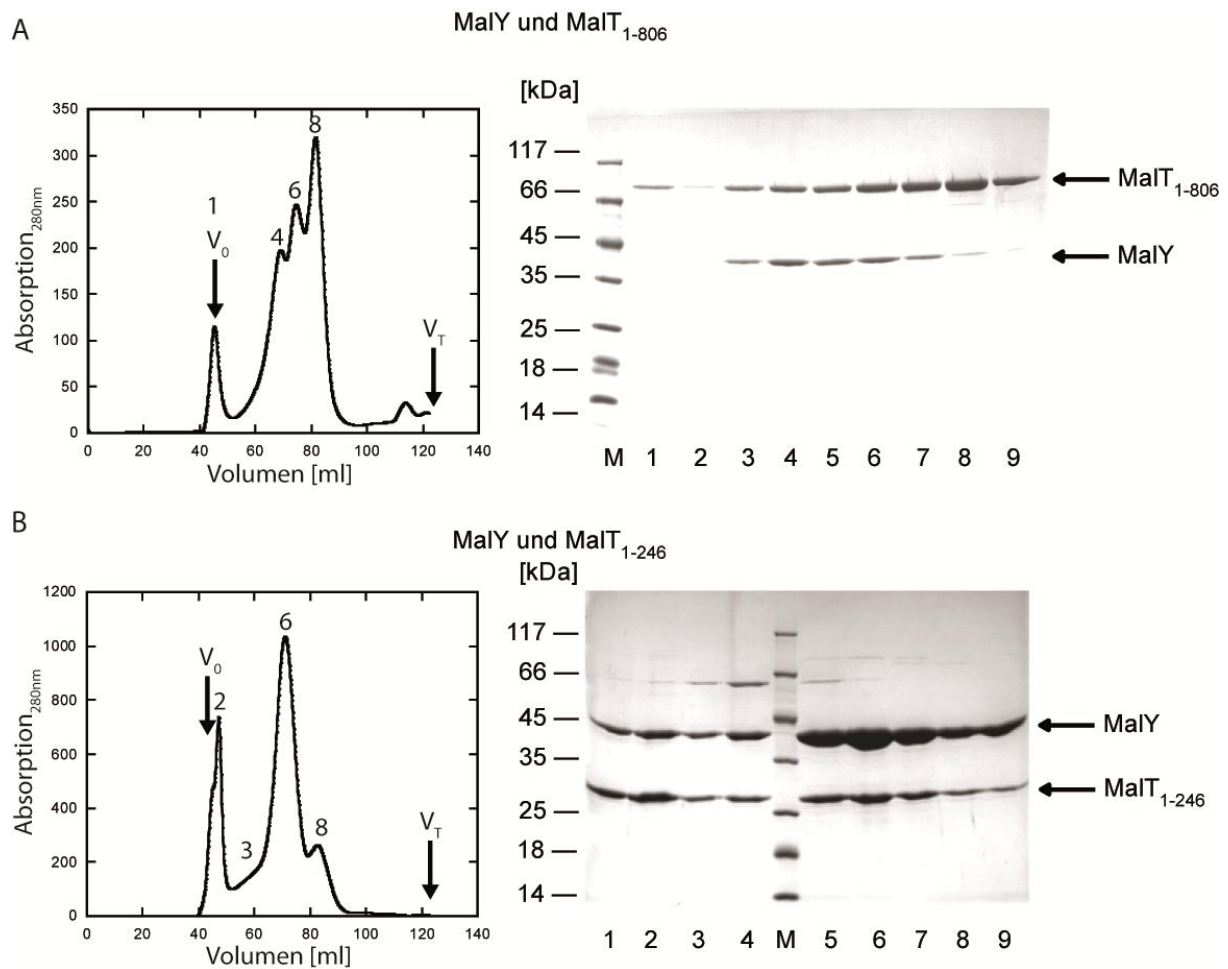 A
MalY und MalT1-806
350
300
250
200
150
100
50
0
Absorption280nm
1
V0
4
6
8
VT
0 20 40 60 80 100 120 140
Volumen [ml]
[kDa]
117
66
45
35
25
18
14
M 1 2 3 4 5 6 7 8 9
MalT1-806
MalY
B
MalY und MalT1-246
1200
1000
800
600
400
200
0
Absorption280nm
V0
2
3
6
8
VT
0 20 40 60 80 100 120 140
Volumen [ml]
[kDa]
117
66
45
35
25
18
14
1 2 3 4 M 5 6 7 8 9
MalY
MalT1-246